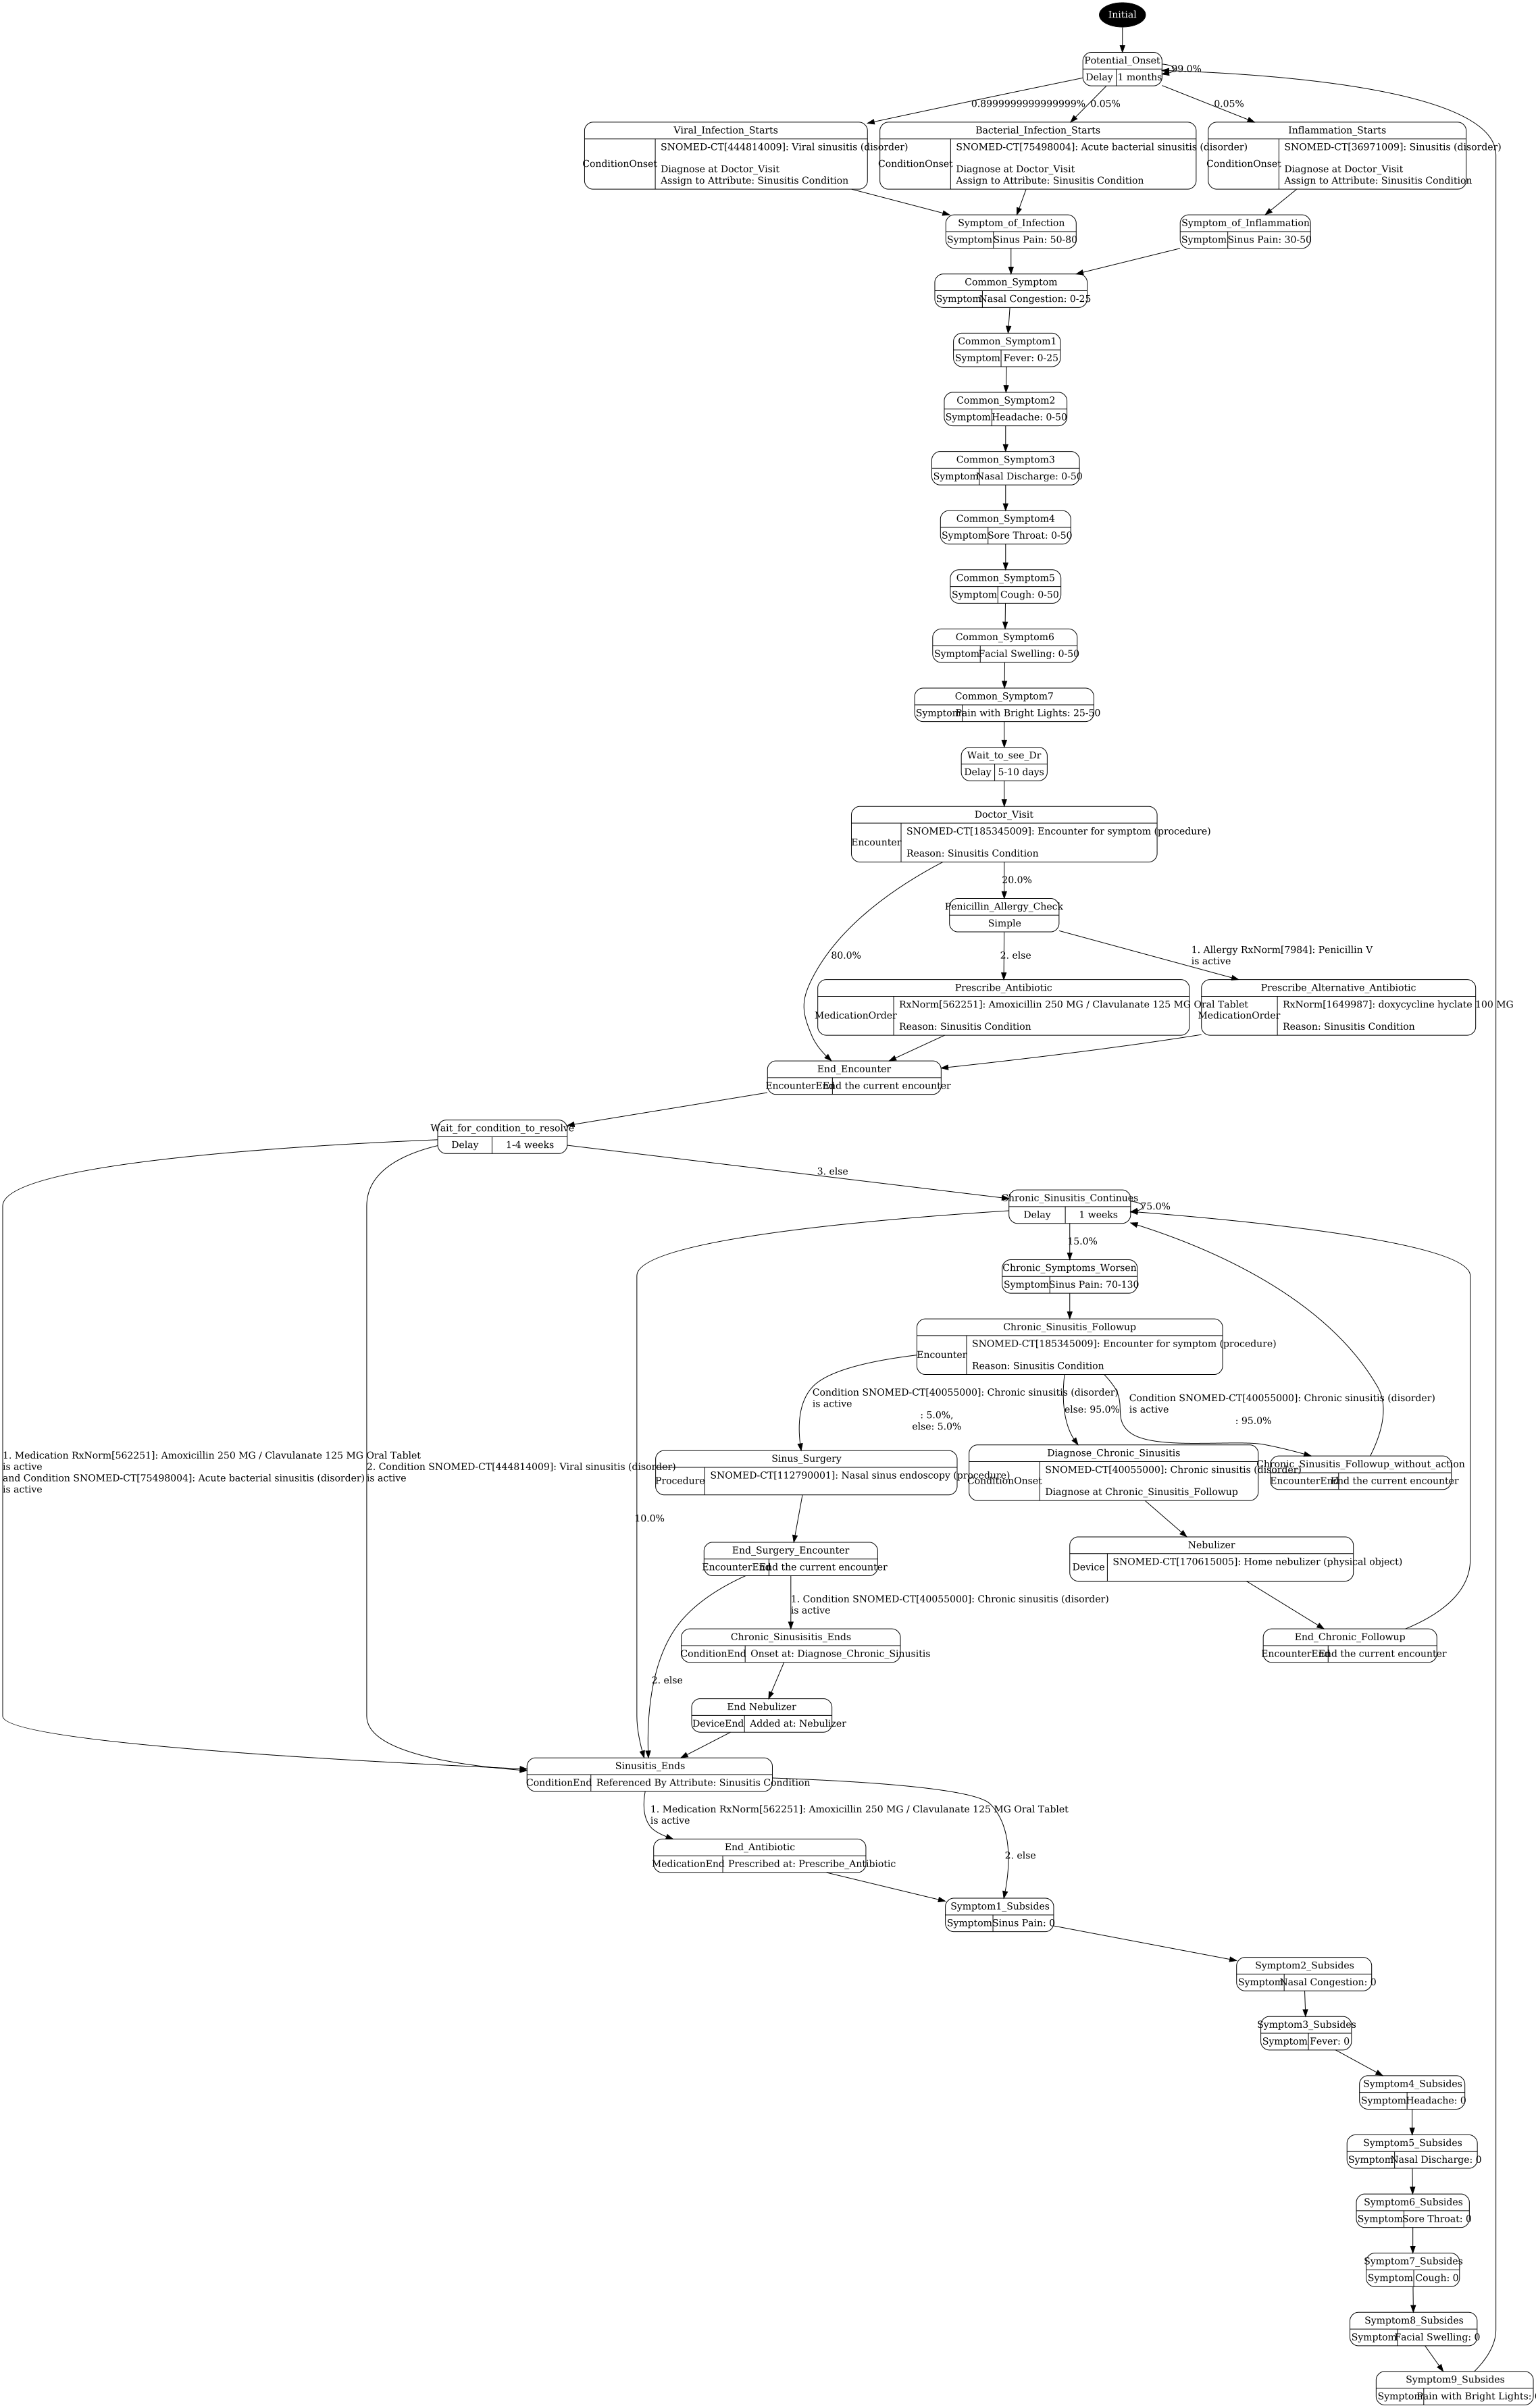 Initial
Potential_Onset
Delay
1 months
99.0%
0.8999999999999999%
0.05%
0.05%
Viral_Infection_Starts
ConditionOnset
SNOMED-CT[444814009]: Viral sinusitis (disorder)
Diagnose at Doctor_Visit
Assign to Attribute: Sinusitis Condition
Bacterial_Infection_Starts
ConditionOnset
SNOMED-CT[75498004]: Acute bacterial sinusitis (disorder)
Diagnose at Doctor_Visit
Assign to Attribute: Sinusitis Condition
Inflammation_Starts
ConditionOnset
SNOMED-CT[36971009]: Sinusitis (disorder)
Diagnose at Doctor_Visit
Assign to Attribute: Sinusitis Condition
Symptom_of_Infection
Symptom
Sinus Pain: 50-80
Symptom_of_Inflammation
Symptom
Sinus Pain: 30-50
Common_Symptom
Symptom
Nasal Congestion: 0-25
Common_Symptom1
Symptom
Fever: 0-25
Common_Symptom2
Symptom
Headache: 0-50
Common_Symptom3
Symptom
Nasal Discharge: 0-50
Common_Symptom4
Symptom
Sore Throat: 0-50
Common_Symptom5
Symptom
Cough: 0-50
Common_Symptom6
Symptom
Facial Swelling: 0-50
Common_Symptom7
Symptom
Pain with Bright Lights: 25-50
Wait_to_see_Dr
Delay
5-10 days
Doctor_Visit
Encounter
SNOMED-CT[185345009]: Encounter for symptom (procedure)
Reason: Sinusitis Condition
20.0%
80.0%
Penicillin_Allergy_Check
Simple
2. else
1. Allergy RxNorm[7984]: Penicillin V
is active
Prescribe_Antibiotic
MedicationOrder
RxNorm[562251]: Amoxicillin 250 MG / Clavulanate 125 MG Oral Tablet
Reason: Sinusitis Condition
Prescribe_Alternative_Antibiotic
MedicationOrder
RxNorm[1649987]: doxycycline hyclate 100 MG
Reason: Sinusitis Condition
End_Encounter
EncounterEnd
End the current encounter
Wait_for_condition_to_resolve
Delay
1-4 weeks
3. else
Chronic_Sinusitis_Continues
Delay
1 weeks
75.0%
15.0%
Chronic_Symptoms_Worsen
Symptom
Sinus Pain: 70-130
Chronic_Sinusitis_Followup
Encounter
SNOMED-CT[185345009]: Encounter for symptom (procedure)
Reason: Sinusitis Condition
Condition SNOMED-CT[40055000]: Chronic sinusitis (disorder)
is active
: 5.0%,
else: 5.0%
else: 95.0%
Condition SNOMED-CT[40055000]: Chronic sinusitis (disorder)
is active
: 95.0%
1. Medication RxNorm[562251]: Amoxicillin 250 MG / Clavulanate 125 MG Oral Tablet
is active
and Condition SNOMED-CT[75498004]: Acute bacterial sinusitis (disorder)
is active
2. Condition SNOMED-CT[444814009]: Viral sinusitis (disorder)
is active
Sinus_Surgery
Procedure
SNOMED-CT[112790001]: Nasal sinus endoscopy (procedure)
Diagnose_Chronic_Sinusitis
ConditionOnset
SNOMED-CT[40055000]: Chronic sinusitis (disorder)
Diagnose at Chronic_Sinusitis_Followup
Chronic_Sinusitis_Followup_without_action
EncounterEnd
End the current encounter
10.0%
End_Surgery_Encounter
EncounterEnd
End the current encounter
Nebulizer
Device
SNOMED-CT[170615005]: Home nebulizer (physical object)
1. Condition SNOMED-CT[40055000]: Chronic sinusitis (disorder)
is active
Chronic_Sinusisitis_Ends
ConditionEnd
Onset at: Diagnose_Chronic_Sinusitis
End_Chronic_Followup
EncounterEnd
End the current encounter
2. else
End Nebulizer
DeviceEnd
Added at: Nebulizer
Sinusitis_Ends
ConditionEnd
Referenced By Attribute: Sinusitis Condition
1. Medication RxNorm[562251]: Amoxicillin 250 MG / Clavulanate 125 MG Oral Tablet
is active
2. else
End_Antibiotic
MedicationEnd
Prescribed at: Prescribe_Antibiotic
Symptom1_Subsides
Symptom
Sinus Pain: 0
Symptom2_Subsides
Symptom
Nasal Congestion: 0
Symptom3_Subsides
Symptom
Fever: 0
Symptom4_Subsides
Symptom
Headache: 0
Symptom5_Subsides
Symptom
Nasal Discharge: 0
Symptom6_Subsides
Symptom
Sore Throat: 0
Symptom7_Subsides
Symptom
Cough: 0
Symptom8_Subsides
Symptom
Facial Swelling: 0
Symptom9_Subsides
Symptom
Pain with Bright Lights: